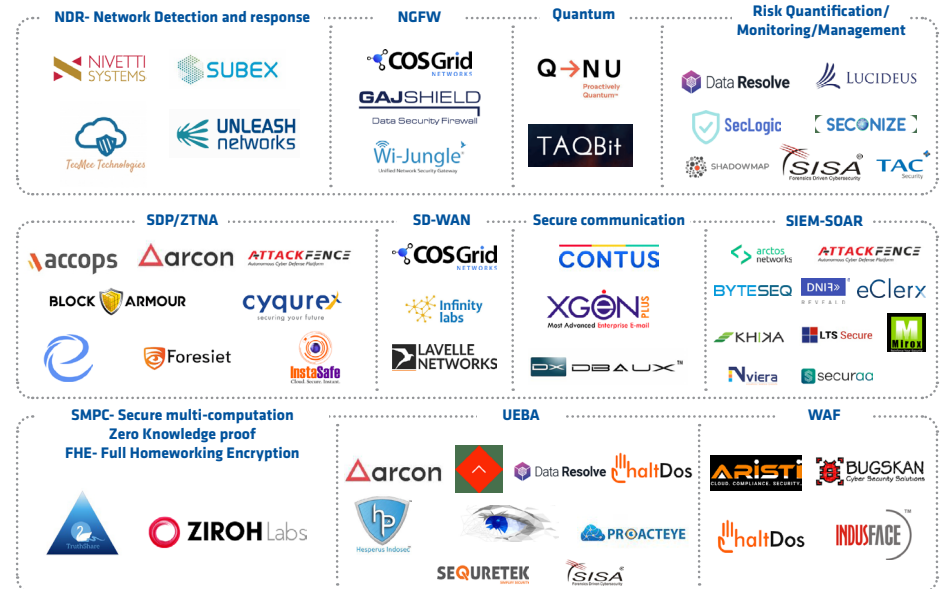 NDR- Network Detection and response
NIVETTI
SYSTEMS
SUBEX
TeqMec Technologies
UNLEASH
networks
NGFW
COSGrid
NETWORKS
GAJSHIELD
Data Security Firewall
Wi-Jungle
Unified Network Security Gateway
Quantum
Q→NU
Proactively
Quantum™
TAQBit
Risk Quantification/
Monitoring/Management
Data Resolve
LUCIDEUS
SecLogic
SECONIZE
SHADOWMAP
SISA®
Forensics Driven Cybersecurity
TAC
Security
SDP/ZTNA
accops
arcon
ATTACKFENCE
Autonomous Cyber Defense Platform
BLOCK ARMOUR
cyqurex
securing your future
Foresiet
InstaSafe
Cloud. Secure. Instant.
SD-WAN
COSGrid
NETWORKS
Infinity
labs
LAVELLE
NETWORKS
Secure communication
CONTUS
XGEN PLUS
Most Advanced Enterprise E-mail
DX DBAUX™
SIEM-SOAR
arctos
networks
ATTACKFENCE
Autonomous Cyber Defense Platform
BYTESEQ
DNIF»
REVEALD
eClerx
KHIKA
LTS Secure
M
Mirox
Nviera
securaa
SMPC- Secure multi-computation
Zero Knowledge proof
FHE- Full Homeworking Encryption
TruthShare
ZIROH Labs
UEBA
arcon
Data Resolve
haltDos
hp
Hesperus Indosec
PROACTEYE
SEQURETEK
SISA®
Forensics Driven Cybersecurity
WAF
ARISTI
CLOUD. COMPLIANCE. SECURITY.
BUGSKAN
Cyber Security Solutions
haltDos
INDUSFACE™